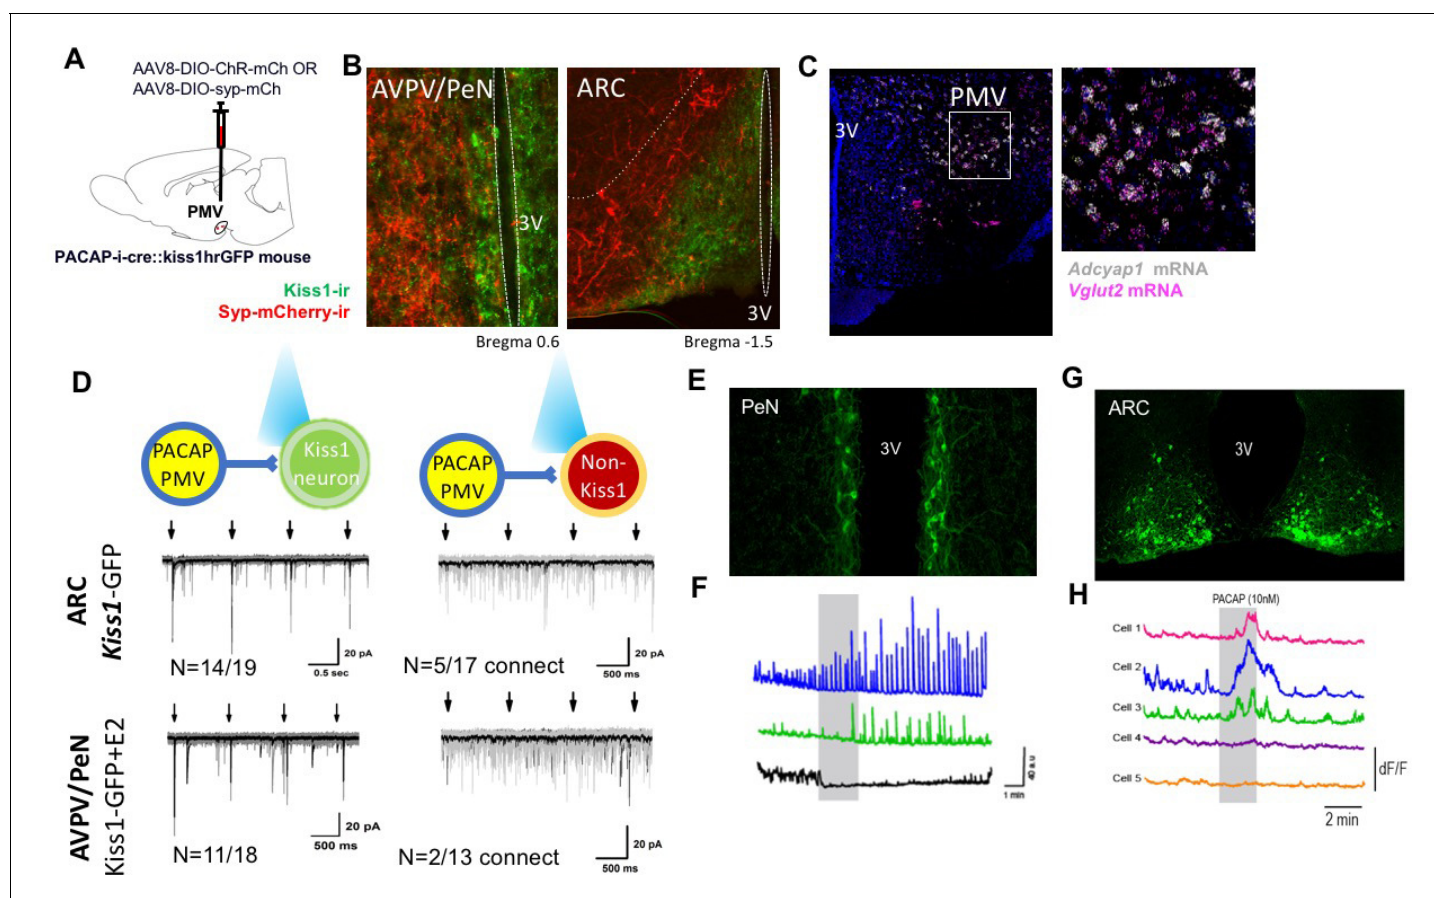 A
AAV8-DIO-ChR-mCh OR
AAV8-DIO-syp-mCh
PMV
PACAP-i-cre::kiss1hrGFP mouse
Kiss1-ir
Syp-mCherry-ir
B
AVPV/PeN
3V
Bregma 0.6
ARC
3V
Bregma -1.5
C
3V
PMV
Adcyap1 mRNA
Vglut2 mRNA
D
PACAP
PMV
Kiss1
neuron
PACAP
PMV
Non-
Kiss1
ARC
Kiss1-GFP
N=14/19
20 pA
0.5 sec
N=5/17 connect
20 pA
500 ms
AVPV/PeN
Kiss1-GFP+E2
N=11/18
20 pA
500 ms
N=2/13 connect
20 pA
500 ms
E
PeN
3V
F
40 a.u
1 min
G
ARC
3V
H
PACAP (10nM)
Cell 1
Cell 2
Cell 3
Cell 4
Cell 5
dF/F
2 min